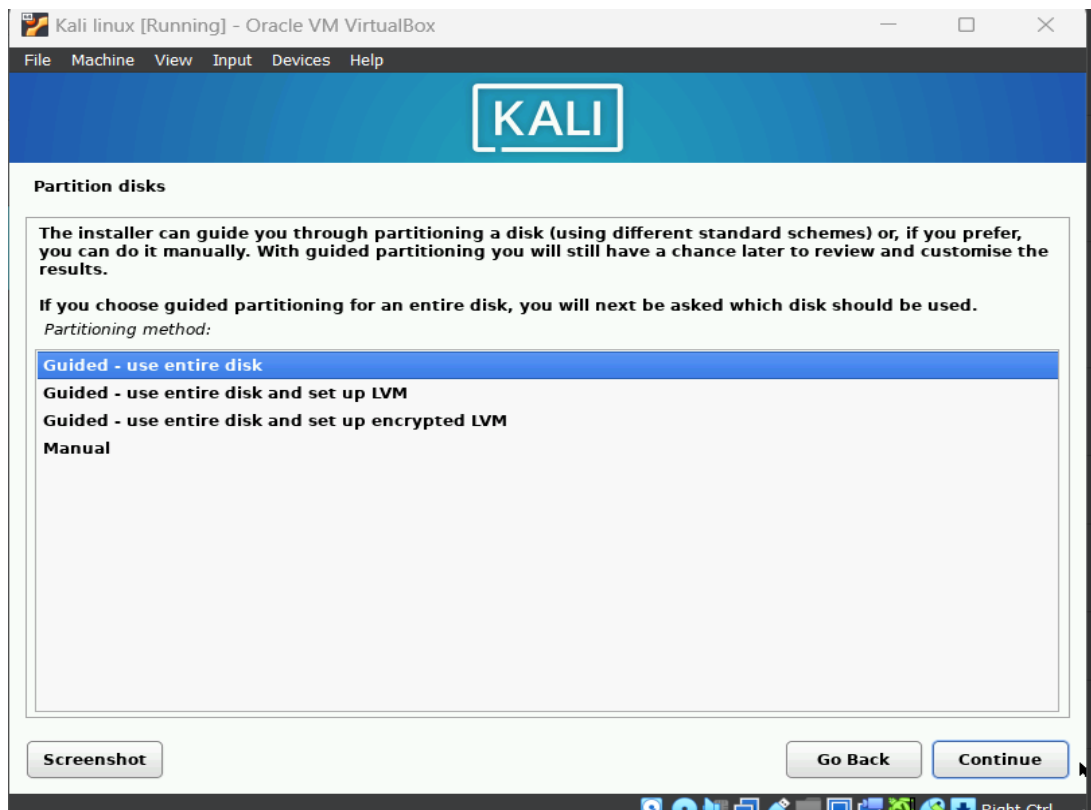 Kali linux [Running] - Oracle VM VirtualBox
File Machine View Input Devices Help
KALI
Partition disks
The installer can guide you through partitioning a disk (using different standard schemes) or, if you prefer,
you can do it manually. With guided partitioning you will still have a chance later to review and customise the
results.
If you choose guided partitioning for an entire disk, you will next be asked which disk should be used.
Partitioning method:
Guided - use entire disk
Guided - use entire disk and set up LVM
Guided - use entire disk and set up encrypted LVM
Manual
Screenshot
Go Back
Continue
Right Ctrl